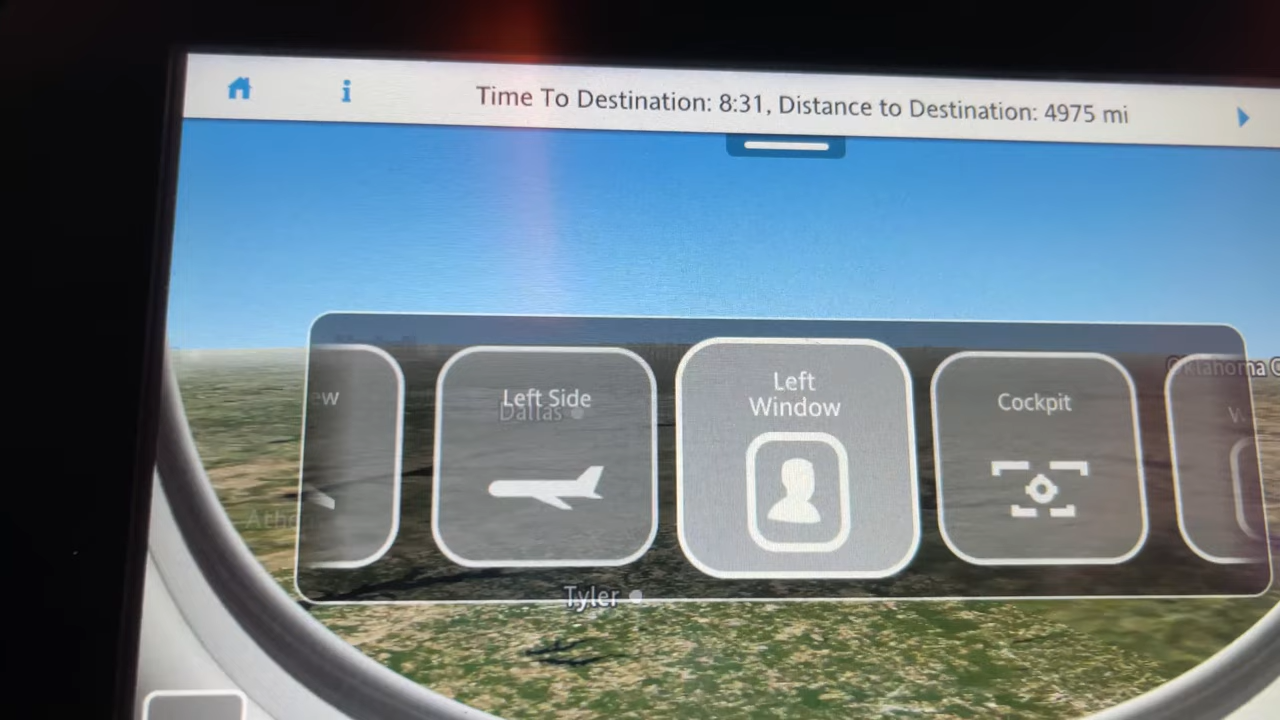 Time To Destination: 8:31, Distance to Destination: 4975 mi
Left Side
Left
Window
Cockpit
Dallas
Tyler